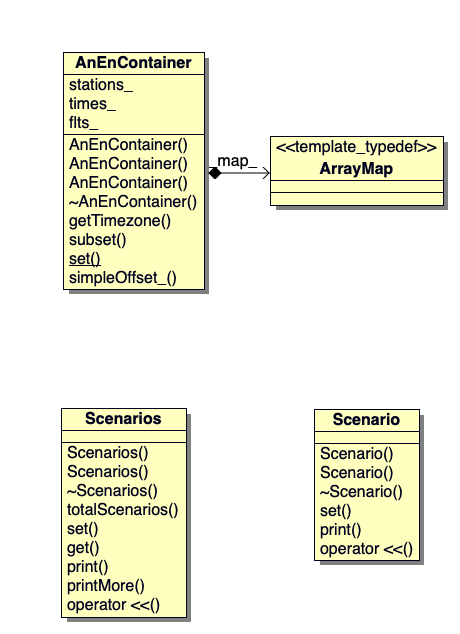 AnEnContainer
stations_
times_
flts_
AnEnContainer()
AnEnContainer()
AnEnContainer()
~AnEnContainer()
getTimezone()
subset()
set()
simpleOffset_()
_map_
<<template_typedef>>
ArrayMap
Scenarios
Scenarios()
Scenarios()
~Scenarios()
totalScenarios()
set()
get()
print()
printMore()
operator <<()
Scenario
Scenario()
Scenario()
~Scenario()
set()
print()
operator <<()